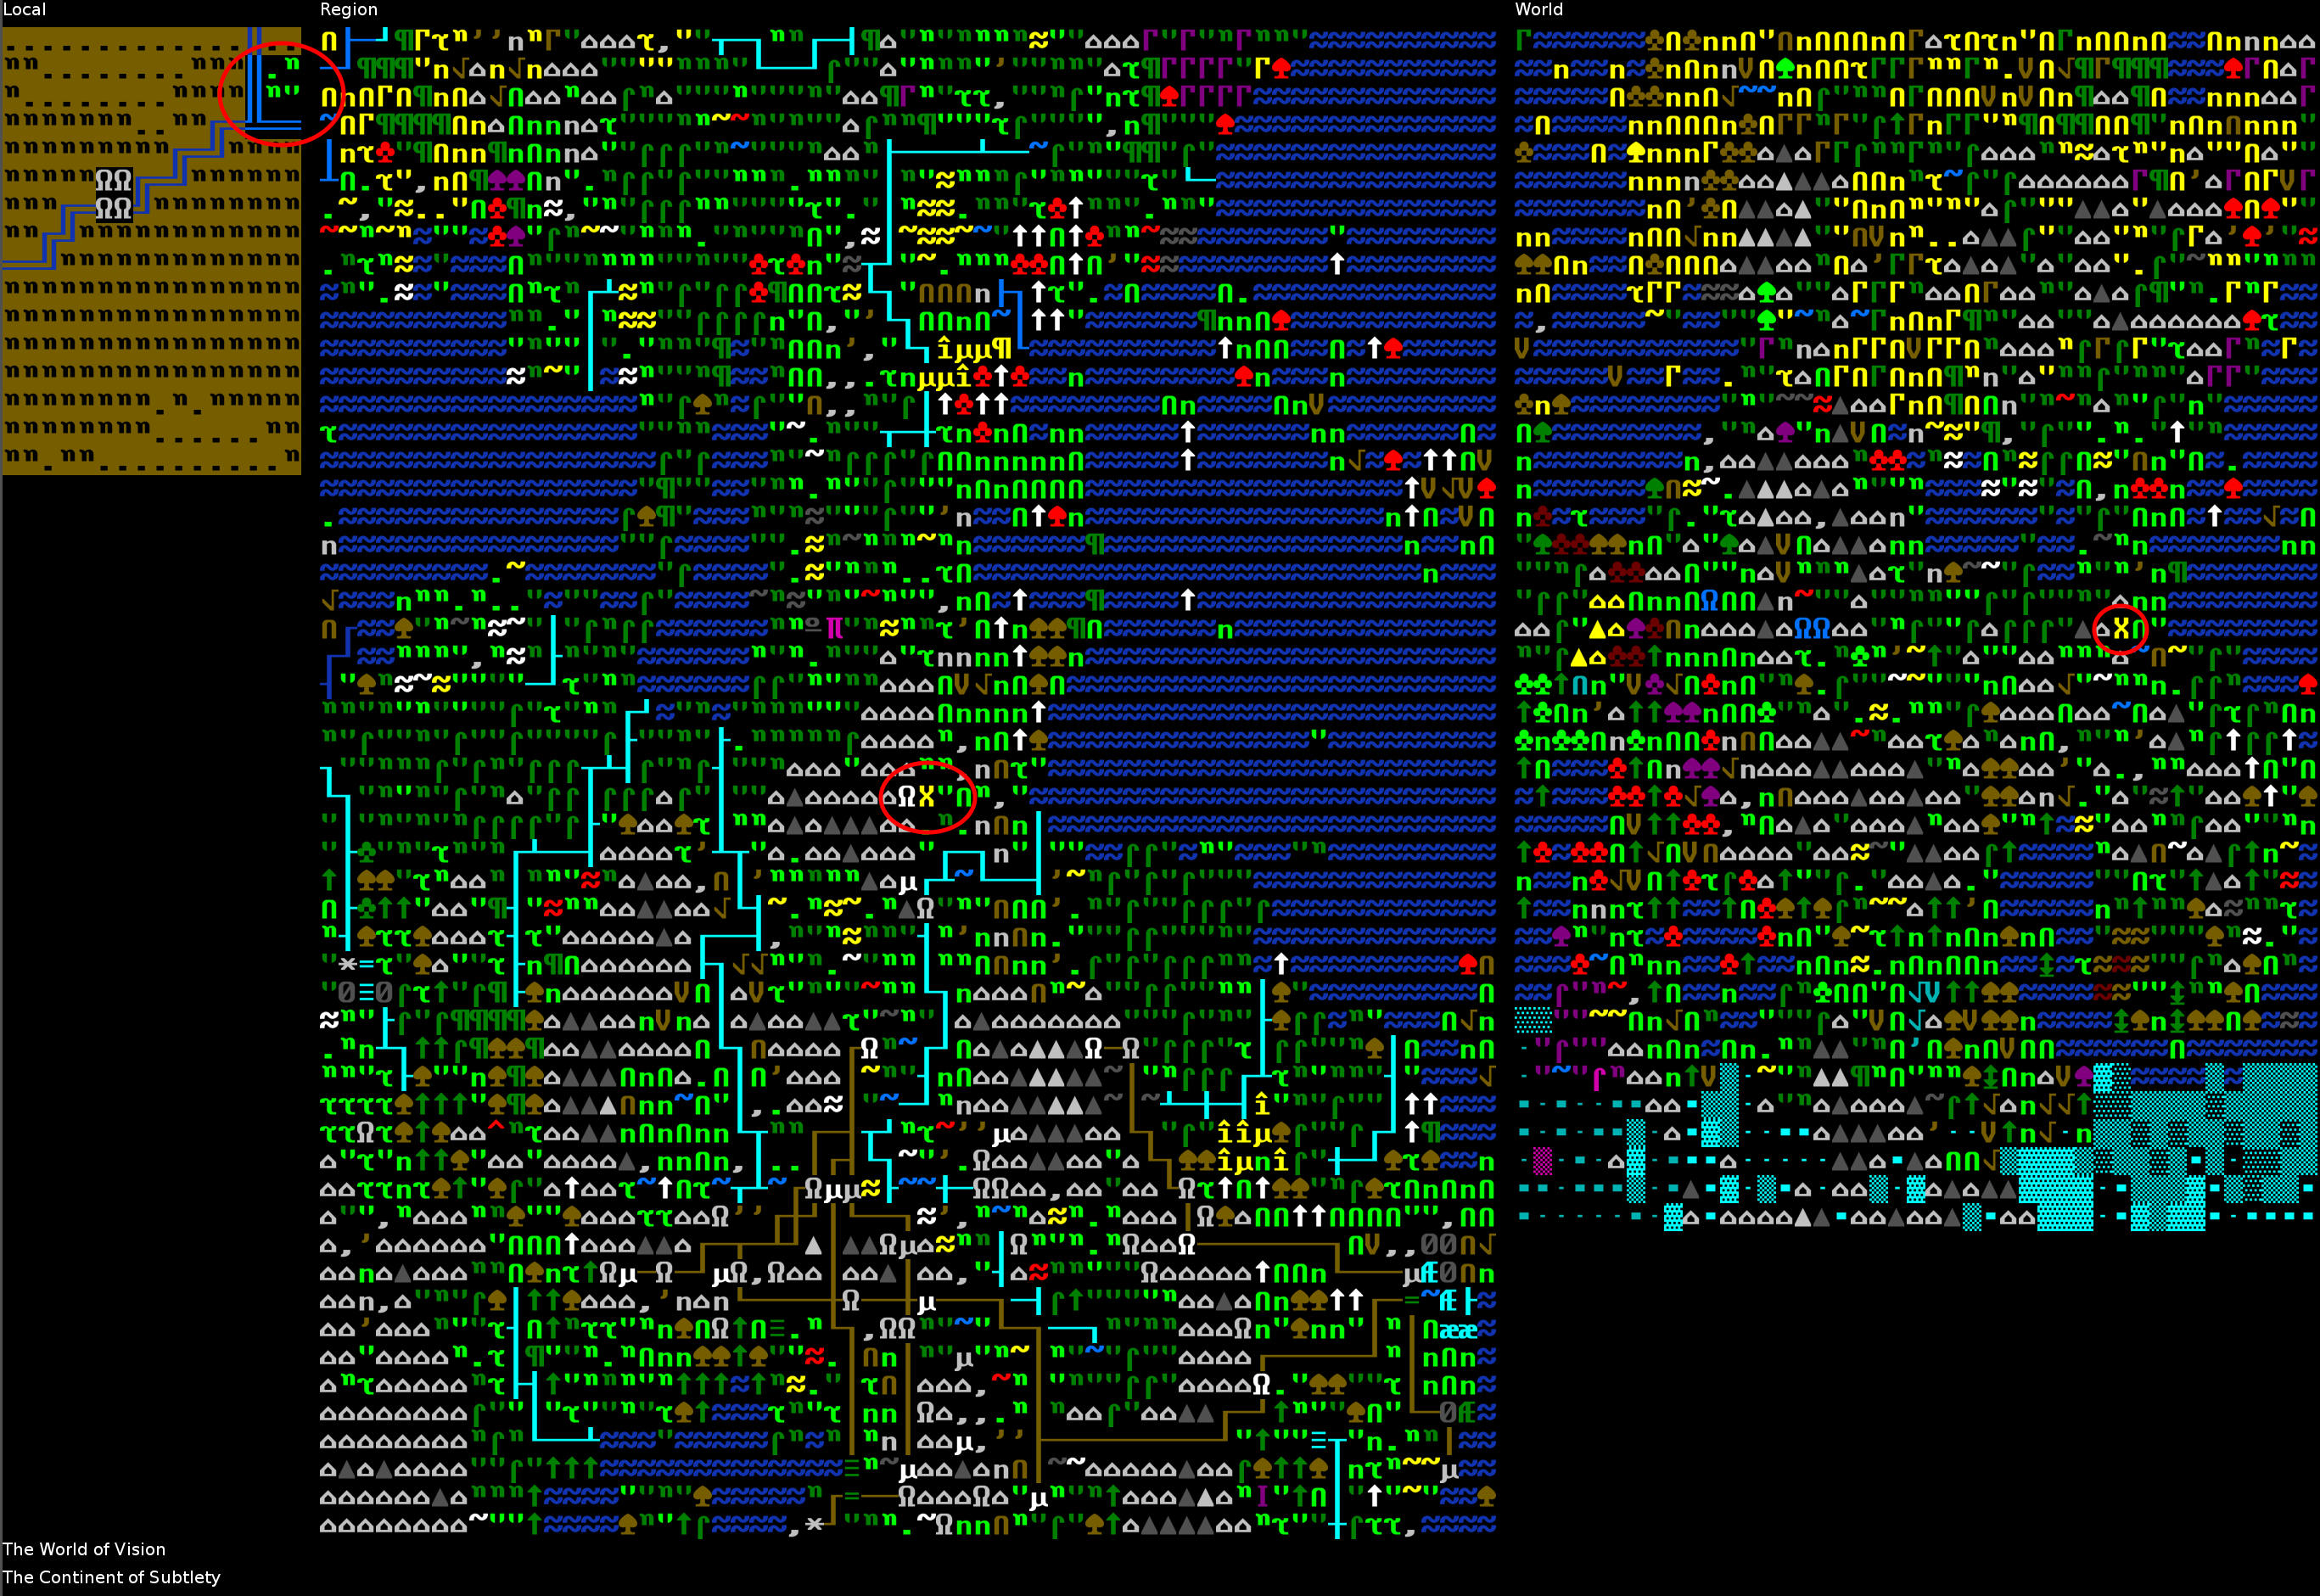 Local
Region
World
The World of Vision
The Continent of Subtlety